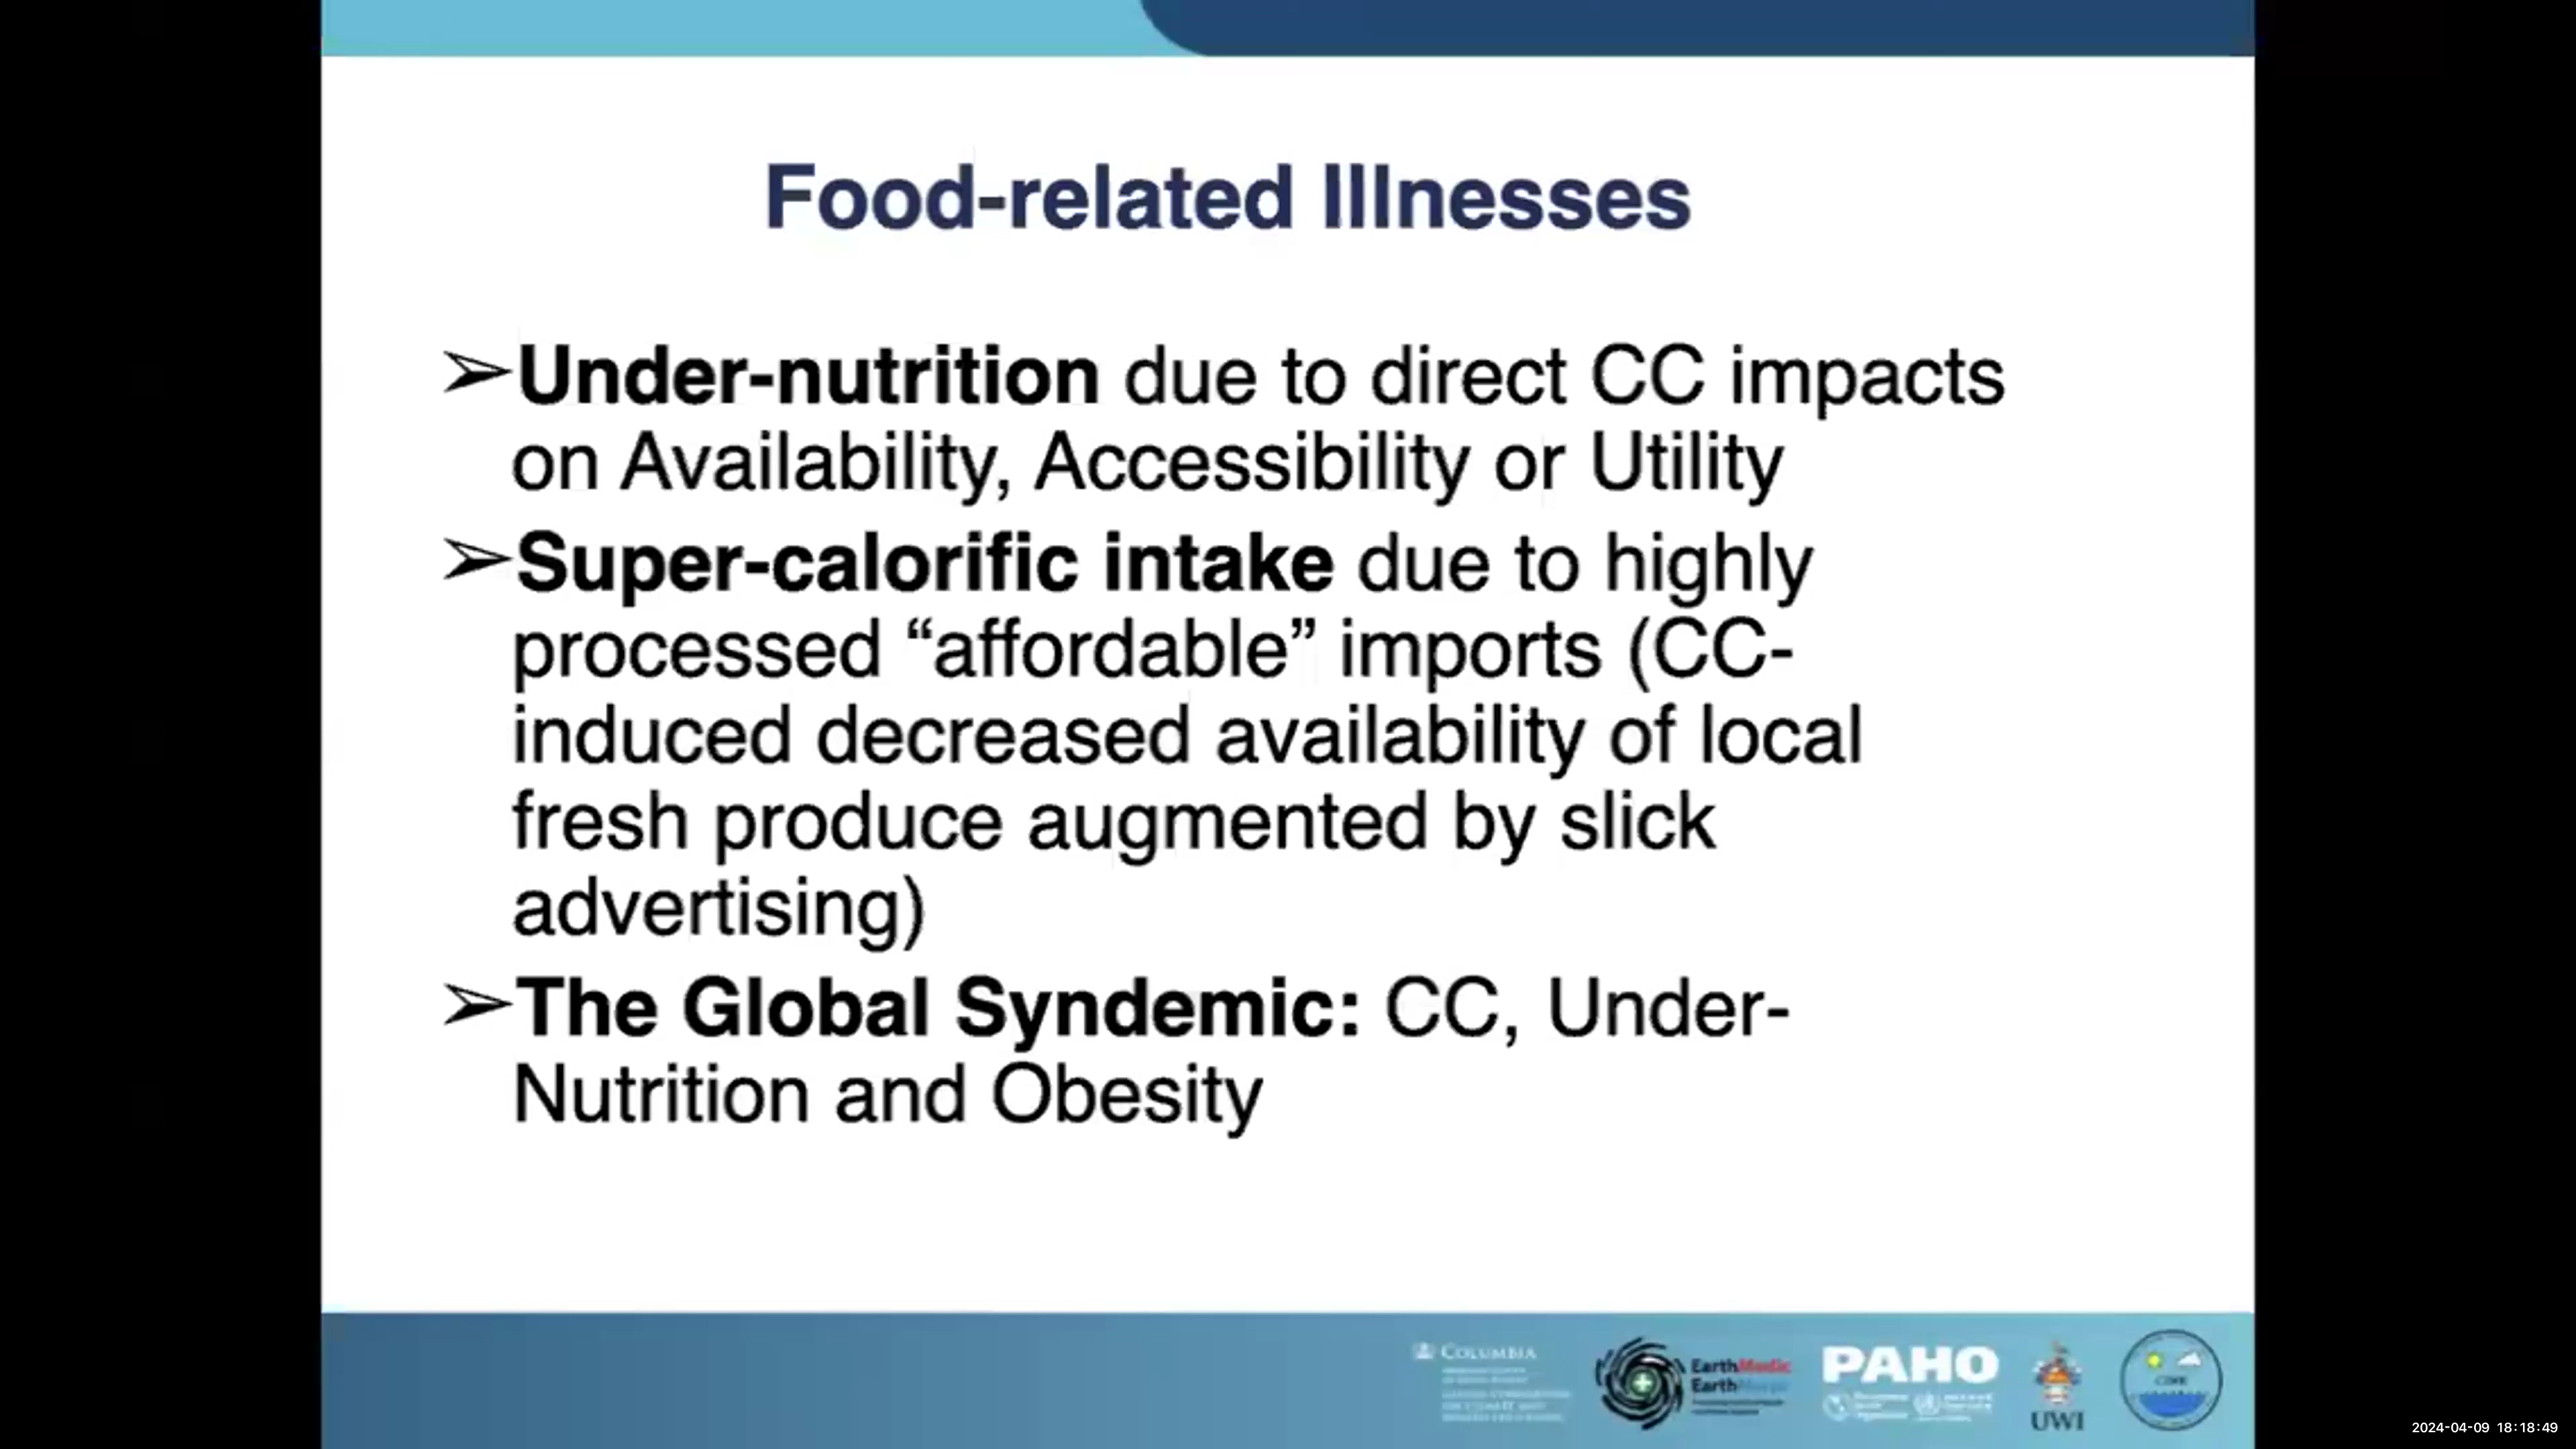 Food-related Illnesses
➢Under-nutrition due to direct CC impacts
on Availability, Accessibility or Utility
➢Super-calorific intake due to highly
processed “affordable” imports (CC-
induced decreased availability of local
fresh produce augmented by slick
advertising)
➢The Global Syndemic: CC, Under-
Nutrition and Obesity
COLUMBIA
EarthMedic
PAHO
UWI
2024-04-09 18:18:49